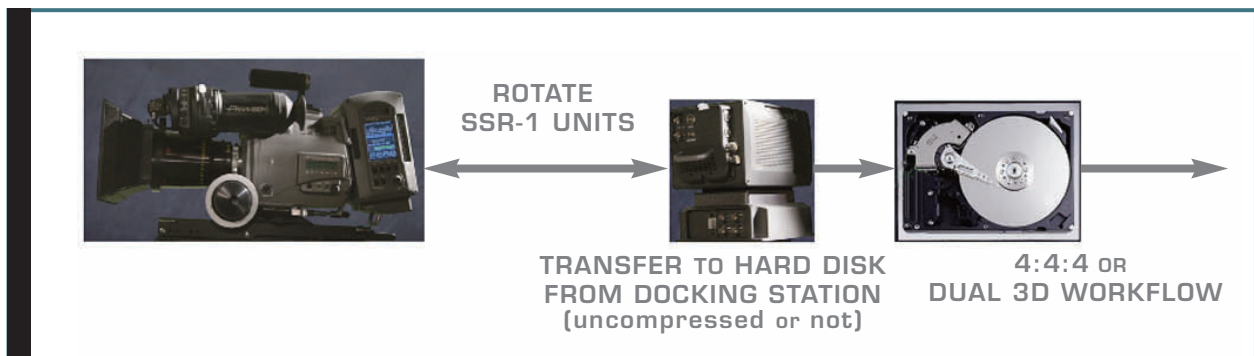 ROTATE
SSR-1 UNITS
TRANSFER TO HARD DISK
FROM DOCKING STATION
(uncompressed or not)
4:4:4 OR
DUAL 3D WORKFLOW